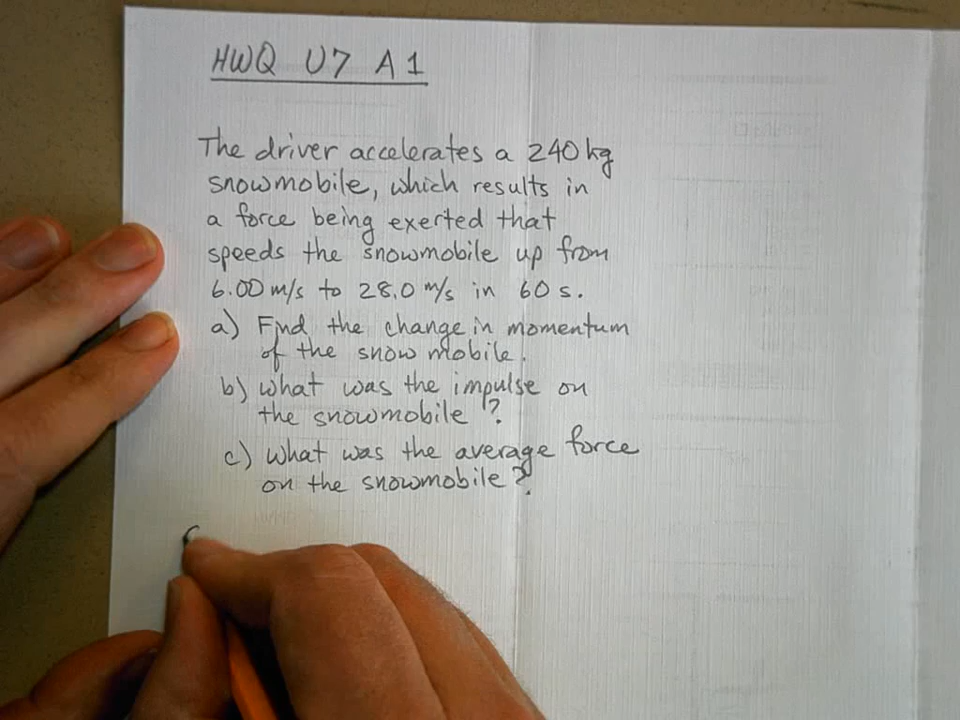 HWQ U7 A1
The driver accelerates a 240 kg
snowmobile, which results in
a force being exerted that
speeds the snowmobile up from
6.00 m/s to 28.0 m/s in 60 s.
a) Find the change in momentum
of the snow mobile.
b) what was the impulse on
the snowmobile?
c) What was the average force
on the snowmobile?